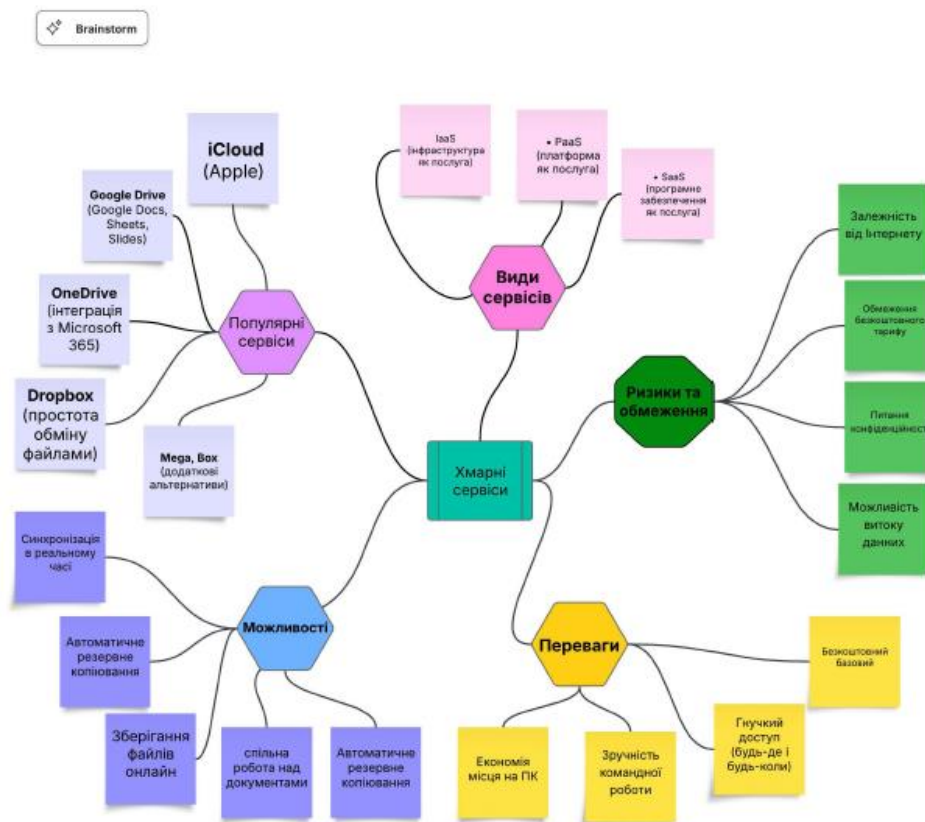 Brainstorm
iCloud
(Apple)
Google Drive
(Google Docs,
Sheets,
Slides)
OneDrive
(інтеграція
з Microsoft
365)
Dropbox
(простота
обміну
файлами)
Mega, Box
(додаткові
альтернативи)
Популярні
сервіси
IaaS
(інфраструктура
як послуга)
• PaaS
(платформа
як послуга)
• SaaS
(програмне
забезпечення
як послуга)
Види
сервісів
Залежність
від Інтернету
Обмеження
безкоштовного
тарифу
Питання
конфіденційності
Можливість
витоку
данних
Ризики та
обмеження
Хмарні
сервіси
Синхронізація
в реальному
часі
Автоматичне
резервне
копіювання
Зберігання
файлів
онлайн
спільна
робота над
документами
Автоматичне
резервне
копіювання
Можливості
Переваги
Безкоштовний
базовий
Гнучкий
доступ
(будь-де і
будь-коли)
Зручність
командної
роботи
Економія
місця на ПК